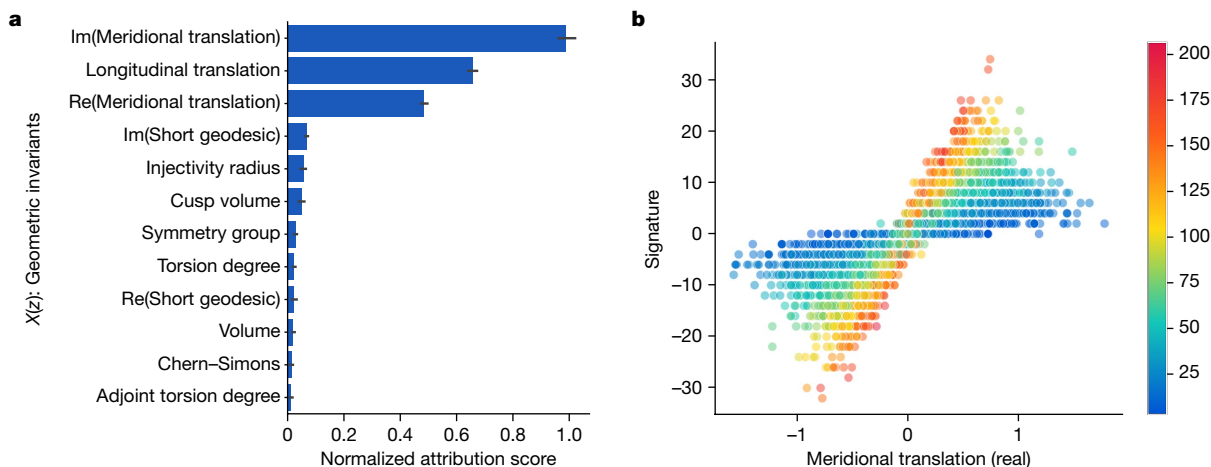 a
X(z): Geometric invariants
Im(Meridional translation)
Longitudinal translation
Re(Meridional translation)
Im(Short geodesic)
Injectivity radius
Cusp volume
Symmetry group
Torsion degree
Re(Short geodesic)
Volume
Chern–Simons
Adjoint torsion degree
0 0.2 0.4 0.6 0.8 1.0
Normalized attribution score
b
Signature
30
20
10
0
−10
−20
−30
−1 0 1
Meridional translation (real)
200
175
150
125
100
75
50
25